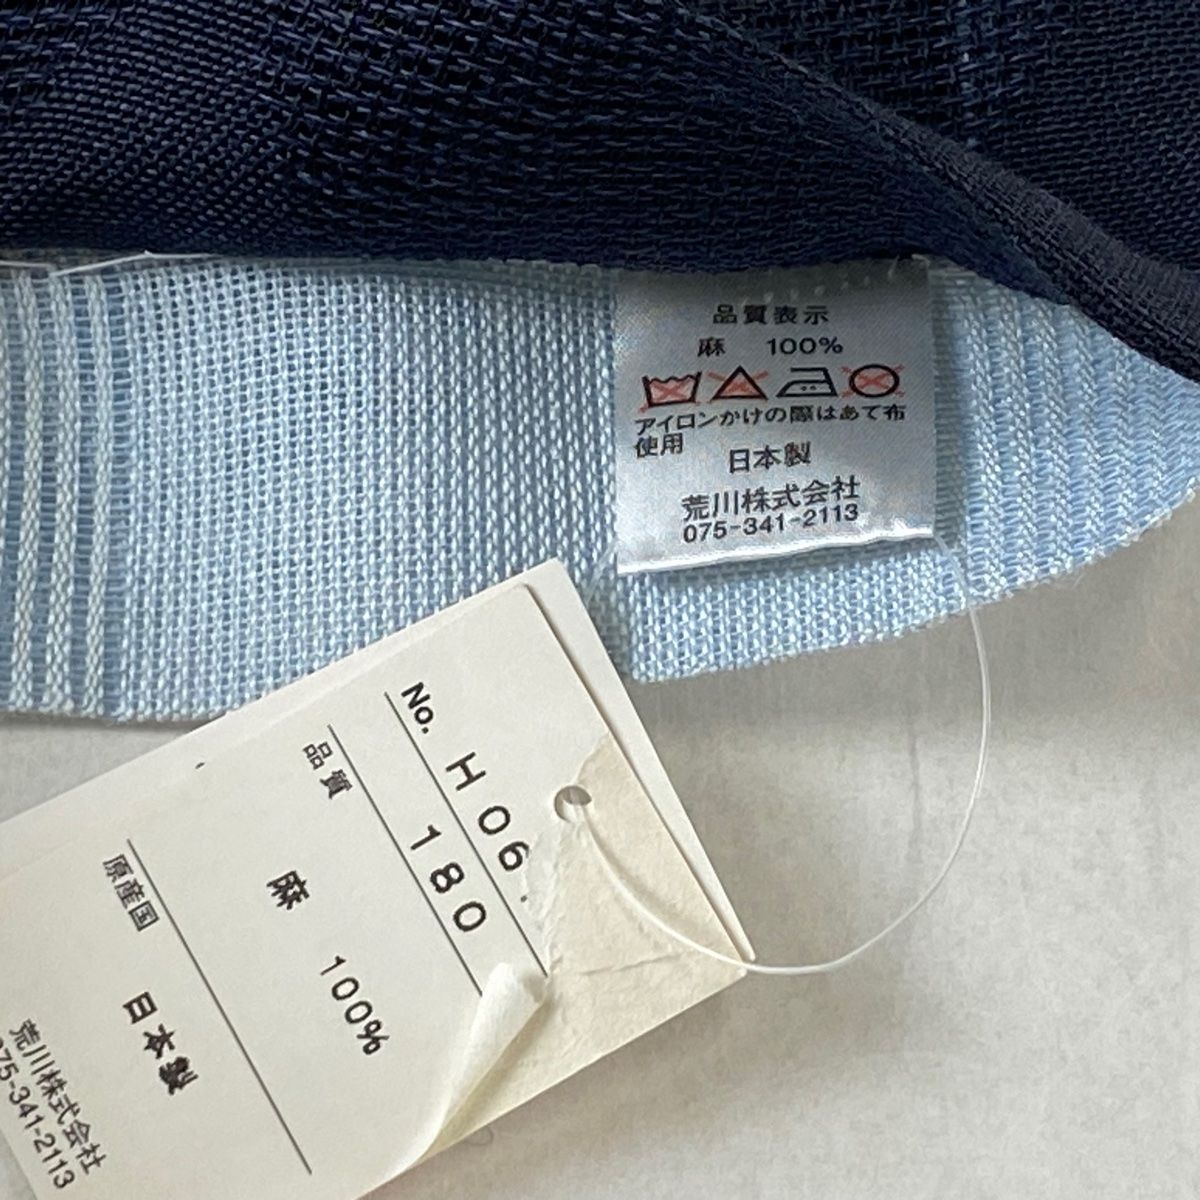 品質表示
麻 100%
アイロンかけの際はあて布
使用
日本製
荒川株式会社
075-341-2113
No. H06
180
品質
麻 100%
原産国
日本製
荒川株式会社
075-341-2113